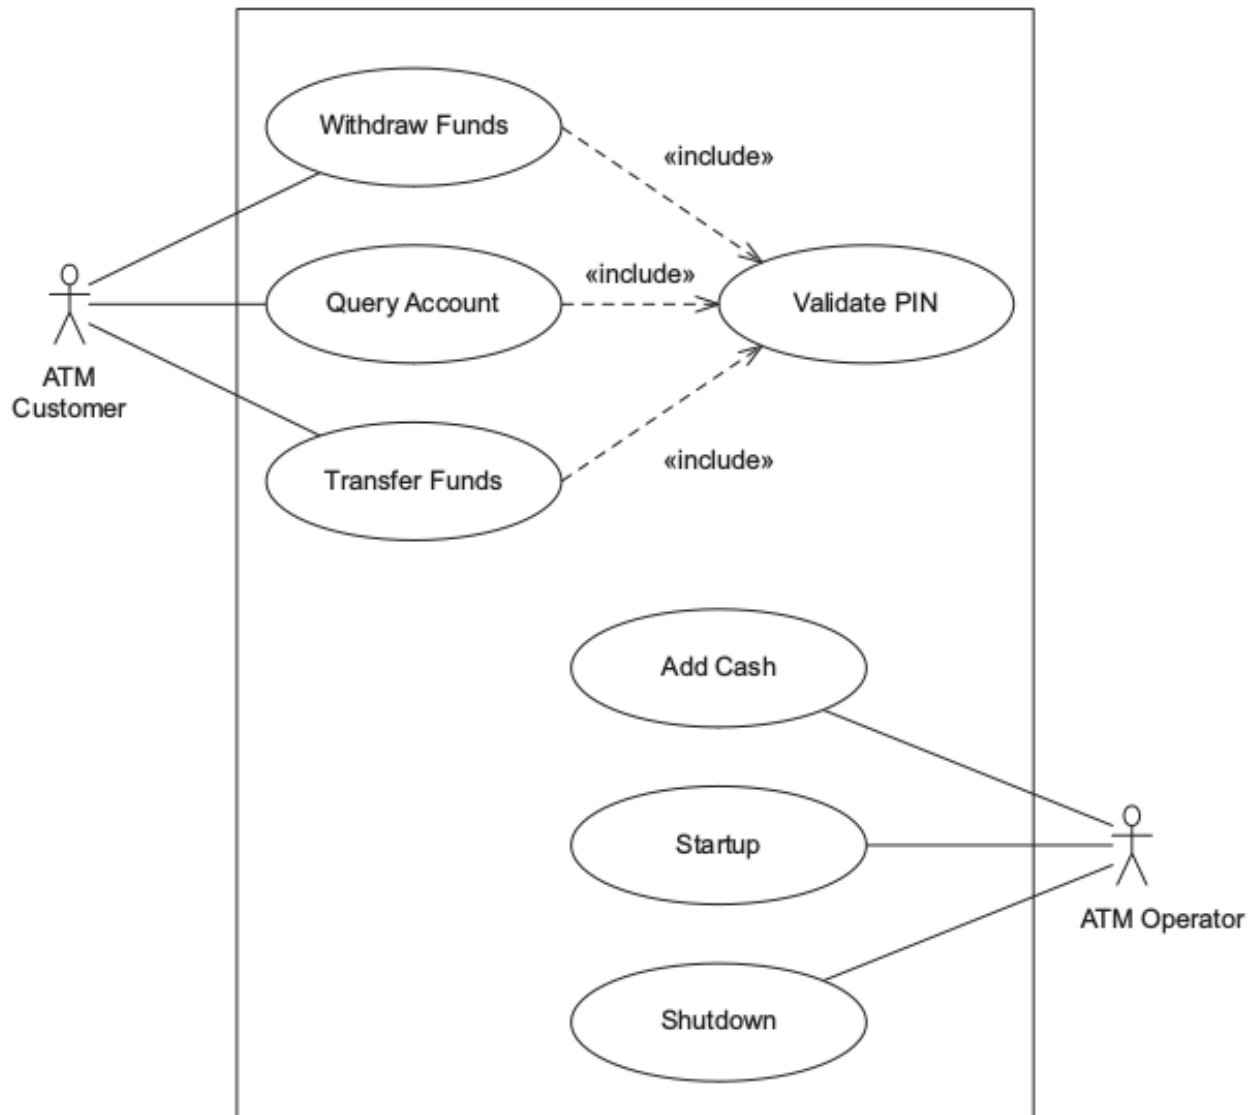 Withdraw Funds
«include»
«include»
Query Account
Validate PIN
ATM
Customer
«include»
Transfer Funds
Add Cash
Startup
ATM Operator
Shutdown